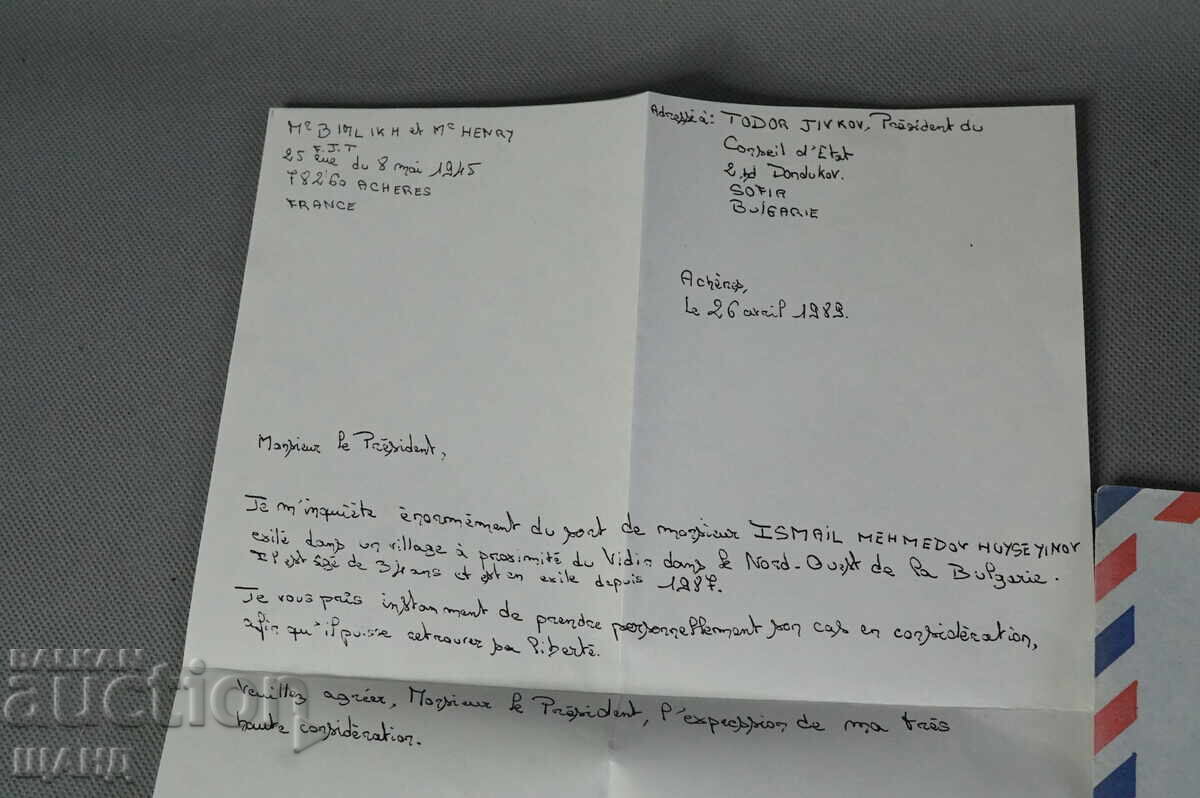 Mr BIMLIKH et Mr HENRY
F.J.T
25 rue du 8 mai 1945
78260 ACHERES
FRANCE
Adressé à: TODOR JIVKOV, Président du
Conseil d'Etat
2, bd Dondukov.
SOFIA
BULGARIE
Achères,
Le 26 avril 1989.
Monsieur le Président,
Je m'inquiète énormément du sort de monsieur ISMAIL MEHMEDOV HUYSEYINOV
exilé dans un village à proximité du Vidin dans le Nord-Ouest de la Bulgarie.
Il est âgé de ans et est en exile depuis 1987.
Je vous prais instamment de prendre personnellement son cas en considération,
afin qu'il puisse retrouver sa liberté.
Veuillez agréer, Monsieur le Président, l'expression de ma très
haute considération.
BALKAN
auction
ШАНД